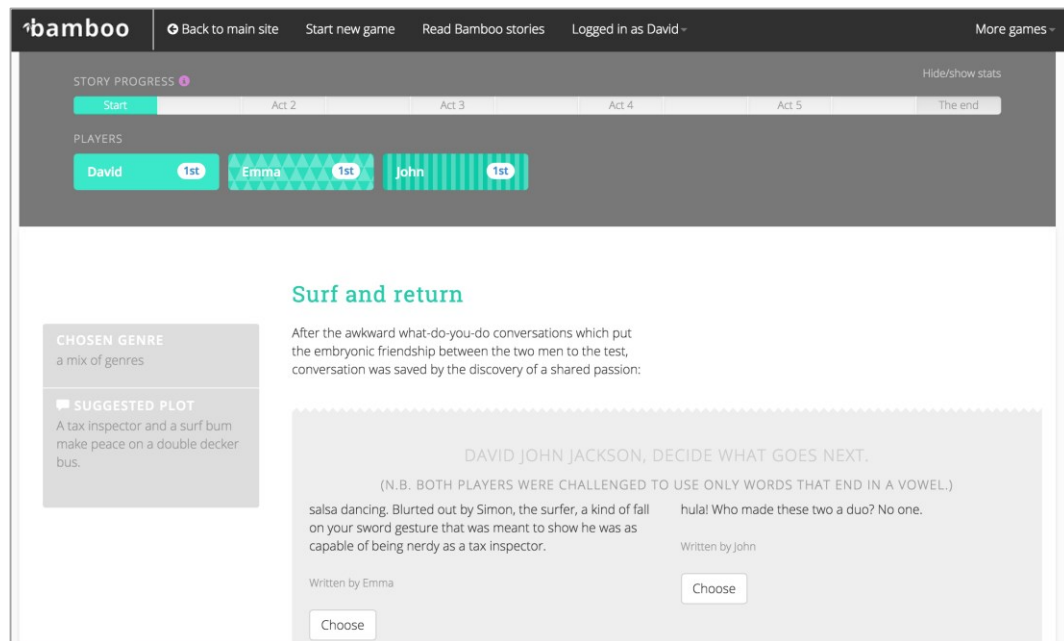 bamboo
Back to main site Start new game Read Bamboo stories Logged in as David More games
Hide/show stats
STORY PROGRESS
Start Act 2 Act 3 Act 4 Act 5 The end
PLAYERS
David 1st Emma 1st John 1st
Surf and return
After the awkward what-do-you-do conversations which put
the embryonic friendship between the two men to the test,
conversation was saved by the discovery of a shared passion:
CHOSEN GENRE
a mix of genres
SUGGESTED PLOT
A tax inspector and a surf bum
make peace on a double decker
bus.
DAVID JOHN JACKSON, DECIDE WHAT GOES NEXT.
(N.B. BOTH PLAYERS WERE CHALLENGED TO USE ONLY WORDS THAT END IN A VOWEL.)
salsa dancing. Blurted out by Simon, the surfer, a kind of fall
on your sword gesture that was meant to show he was as
capable of being nerdy as a tax inspector.
Written by Emma
Choose
hula! Who made these two a duo? No one.
Written by John
Choose